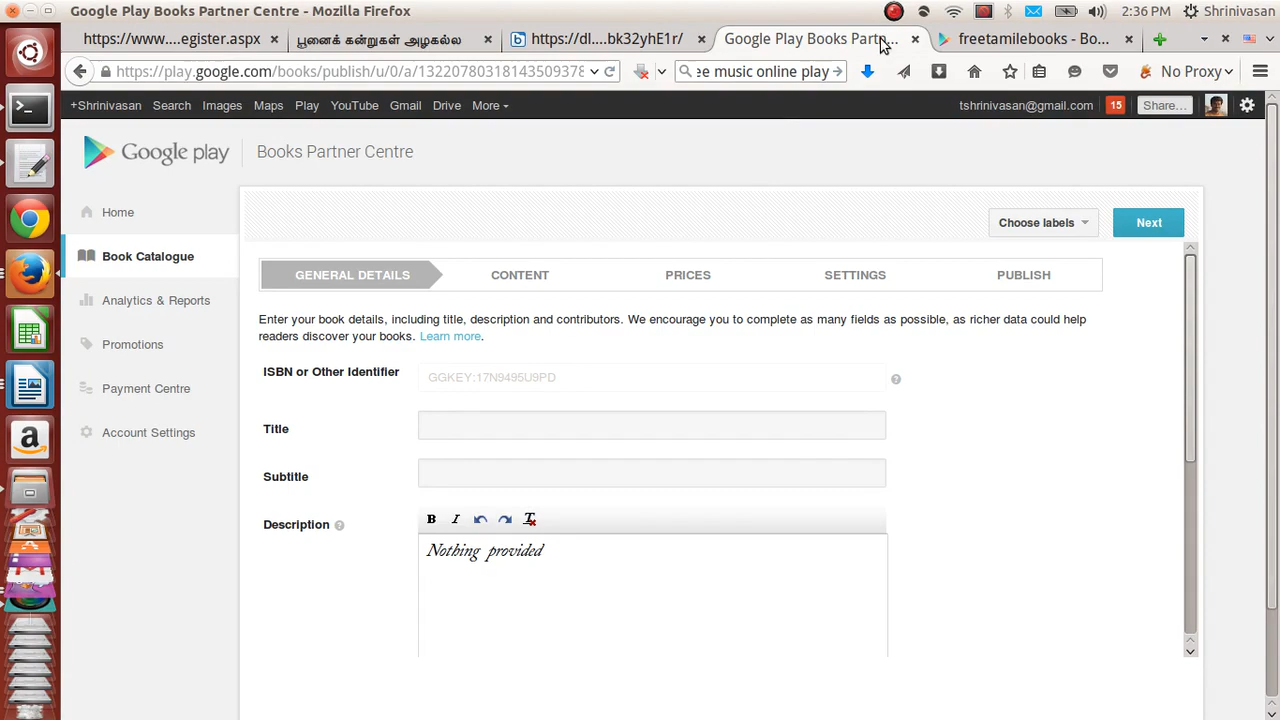 Google Play Books Partner Centre - Mozilla Firefox
2:36 PM Shrinivasan
https://www....egister.aspx
பூனைக் கன்றுகள் அழகல்ல
https://dl....bk32yhE1r/
Google Play Books Partn...
freetamilebooks - Bo...
https://play.google.com/books/publish/u/0/a/13220780318143509378
ee music online play
No Proxy
+Shrinivasan Search Images Maps Play YouTube Gmail Drive More
tshrinivasan@gmail.com 15 Share...
Google play Books Partner Centre
Home
Book Catalogue
Analytics & Reports
Promotions
Payment Centre
Account Settings
Choose labels Next
GENERAL DETAILS CONTENT PRICES SETTINGS PUBLISH
Enter your book details, including title, description and contributors. We encourage you to complete as many fields as possible, as richer data could help
readers discover your books. Learn more.
ISBN or Other Identifier GGKEY:17N9495U9PD ?
Title
Subtitle
Description ? B I T
Nothing provided